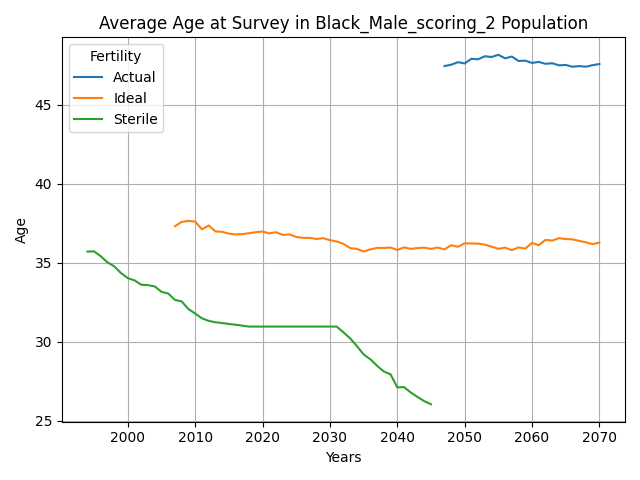 Average Age at Survey in Black_Male_scoring_2 Population
Fertility
Actual
Ideal
Sterile
Age
45
40
35
30
25
2000 2010 2020 2030 2040 2050 2060 2070
Years